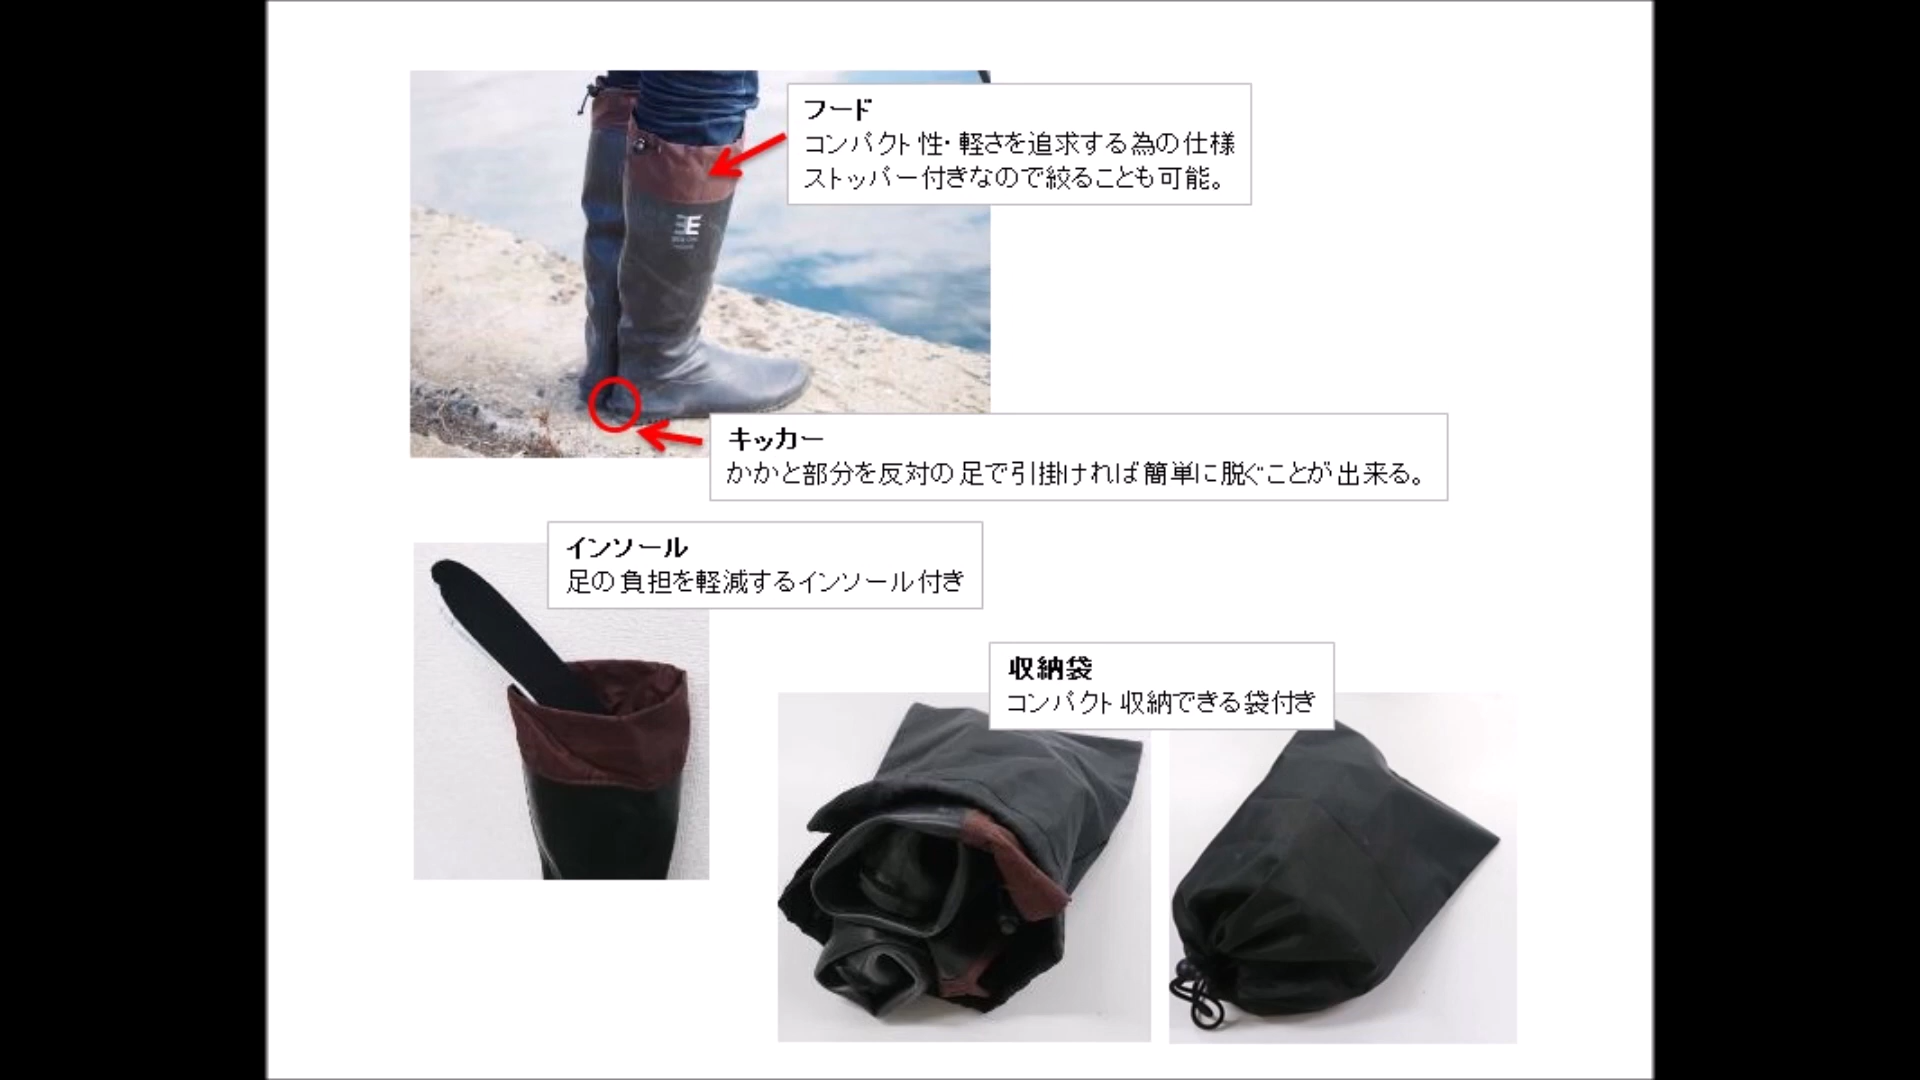 フード
コンパクト性・軽さを追求する為の仕様
ストッパー付きなので絞ることも可能。
キッカー
かかと部分を反対の足で引掛ければ簡単に脱ぐことが出来る。
インソール
足の負担を軽減するインソール付き
収納袋
コンパクト収納できる袋付き